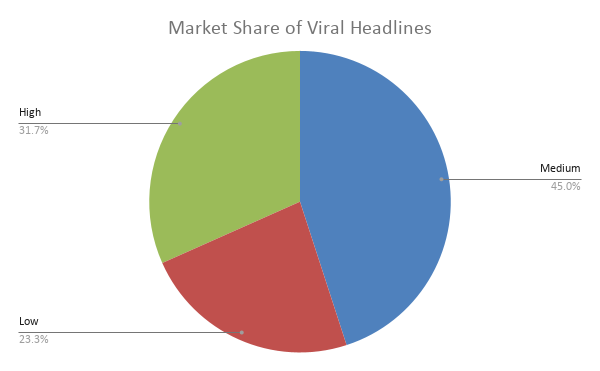 Market Share of Viral Headlines
High
31.7%
Medium
45.0%
Low
23.3%